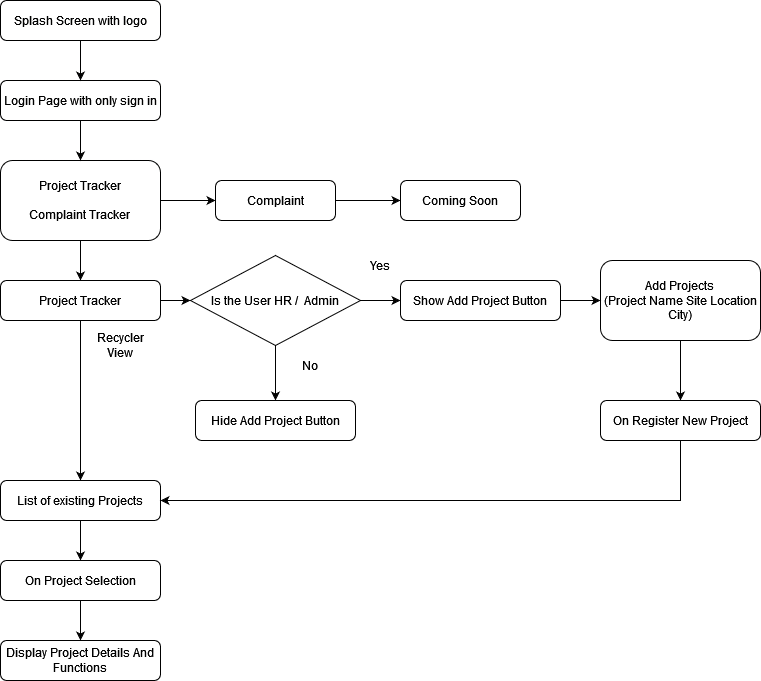 Splash Screen with logo
Login Page with only sign in
Project Tracker
Complaint Tracker
Complaint
Coming Soon
Project Tracker
Is the User HR / Admin
Yes
Show Add Project Button
Add Projects
(Project Name Site Location
City)
Recycler
View
No
Hide Add Project Button
On Register New Project
List of existing Projects
On Project Selection
Display Project Details And
Functions